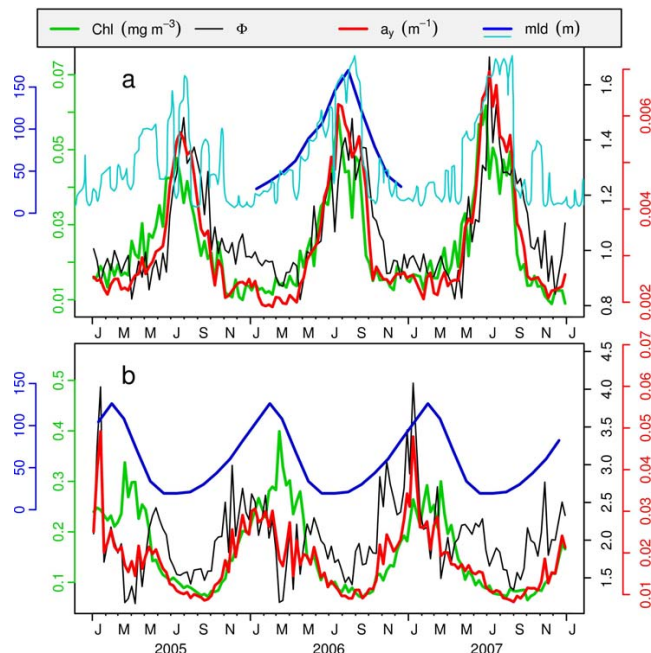 Chl (mg m⁻³) Φ a_y (m⁻¹) mld (m)
a
0 50 100 150
0.01 0.03 0.05 0.07
0.8 1.0 1.2 1.4 1.6
0.002 0.004 0.006
J M M J S N J M M J S N J M M J S N J
b
0 50 100 150
0.1 0.2 0.3 0.4 0.5
1.5 2.0 2.5 3.0 3.5 4.0 4.5
0.01 0.02 0.03 0.04 0.05 0.06 0.07
J M M J S N J M M J S N J M M J S N J
2005 2006 2007